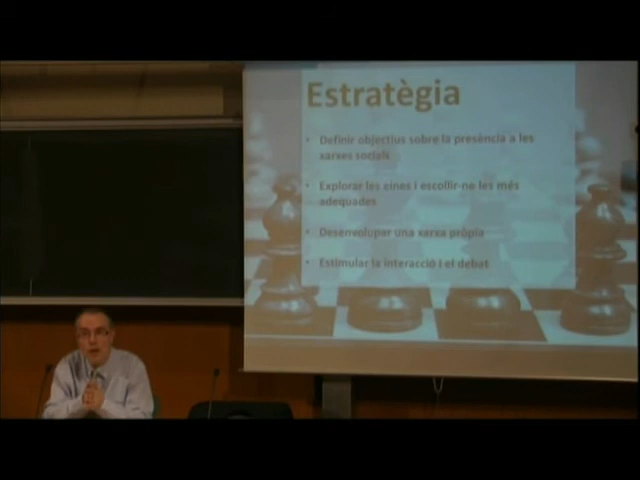 Estratègia
• Definir objectius sobre la presència a les
xarxes socials
• Explorar les eines i escollir-ne les més
adequades
• Desenvolupar una xarxa pròpia
• Estimular la interacció i el debat